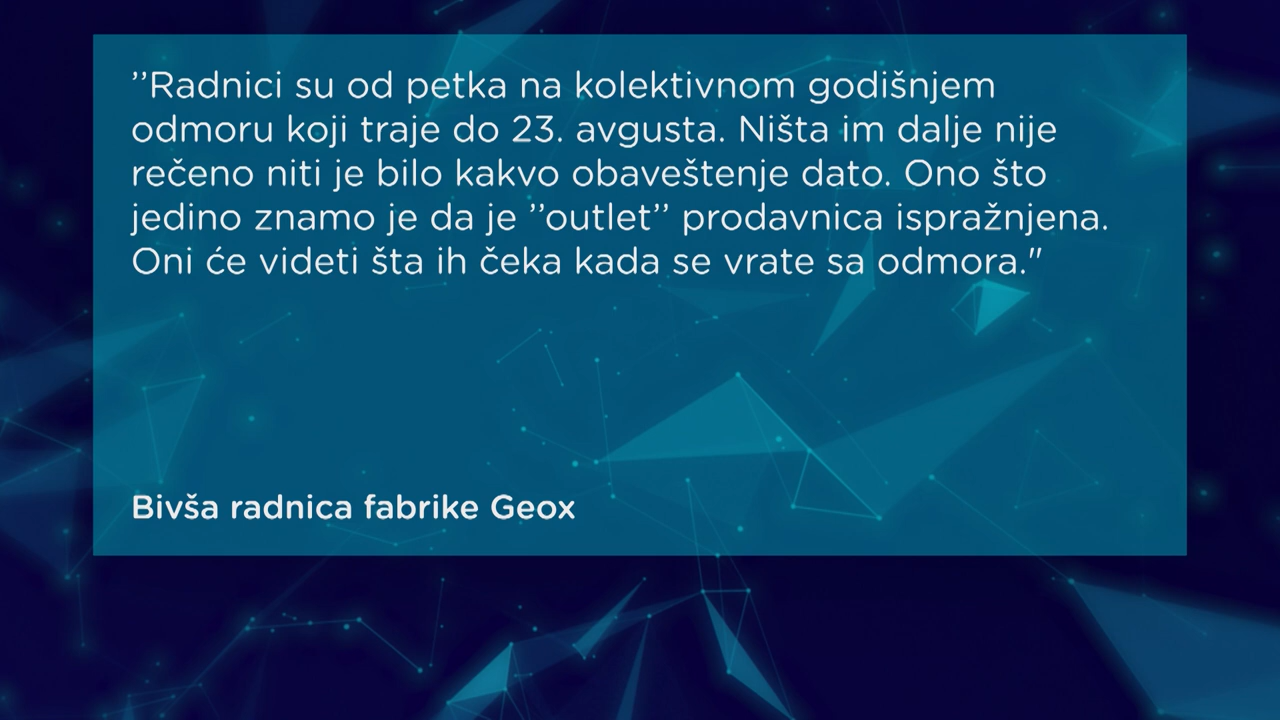 ’’Radnici su od petka na kolektivnom godišnjem
odmoru koji traje do 23. avgusta. Ništa im dalje nije
rečeno niti je bilo kakvo obaveštenje dato. Ono što
jedino znamo je da je ’’outlet’’ prodavnica ispražnjena.
Oni će videti šta ih čeka kada se vrate sa odmora."
Bivša radnica fabrike Geox